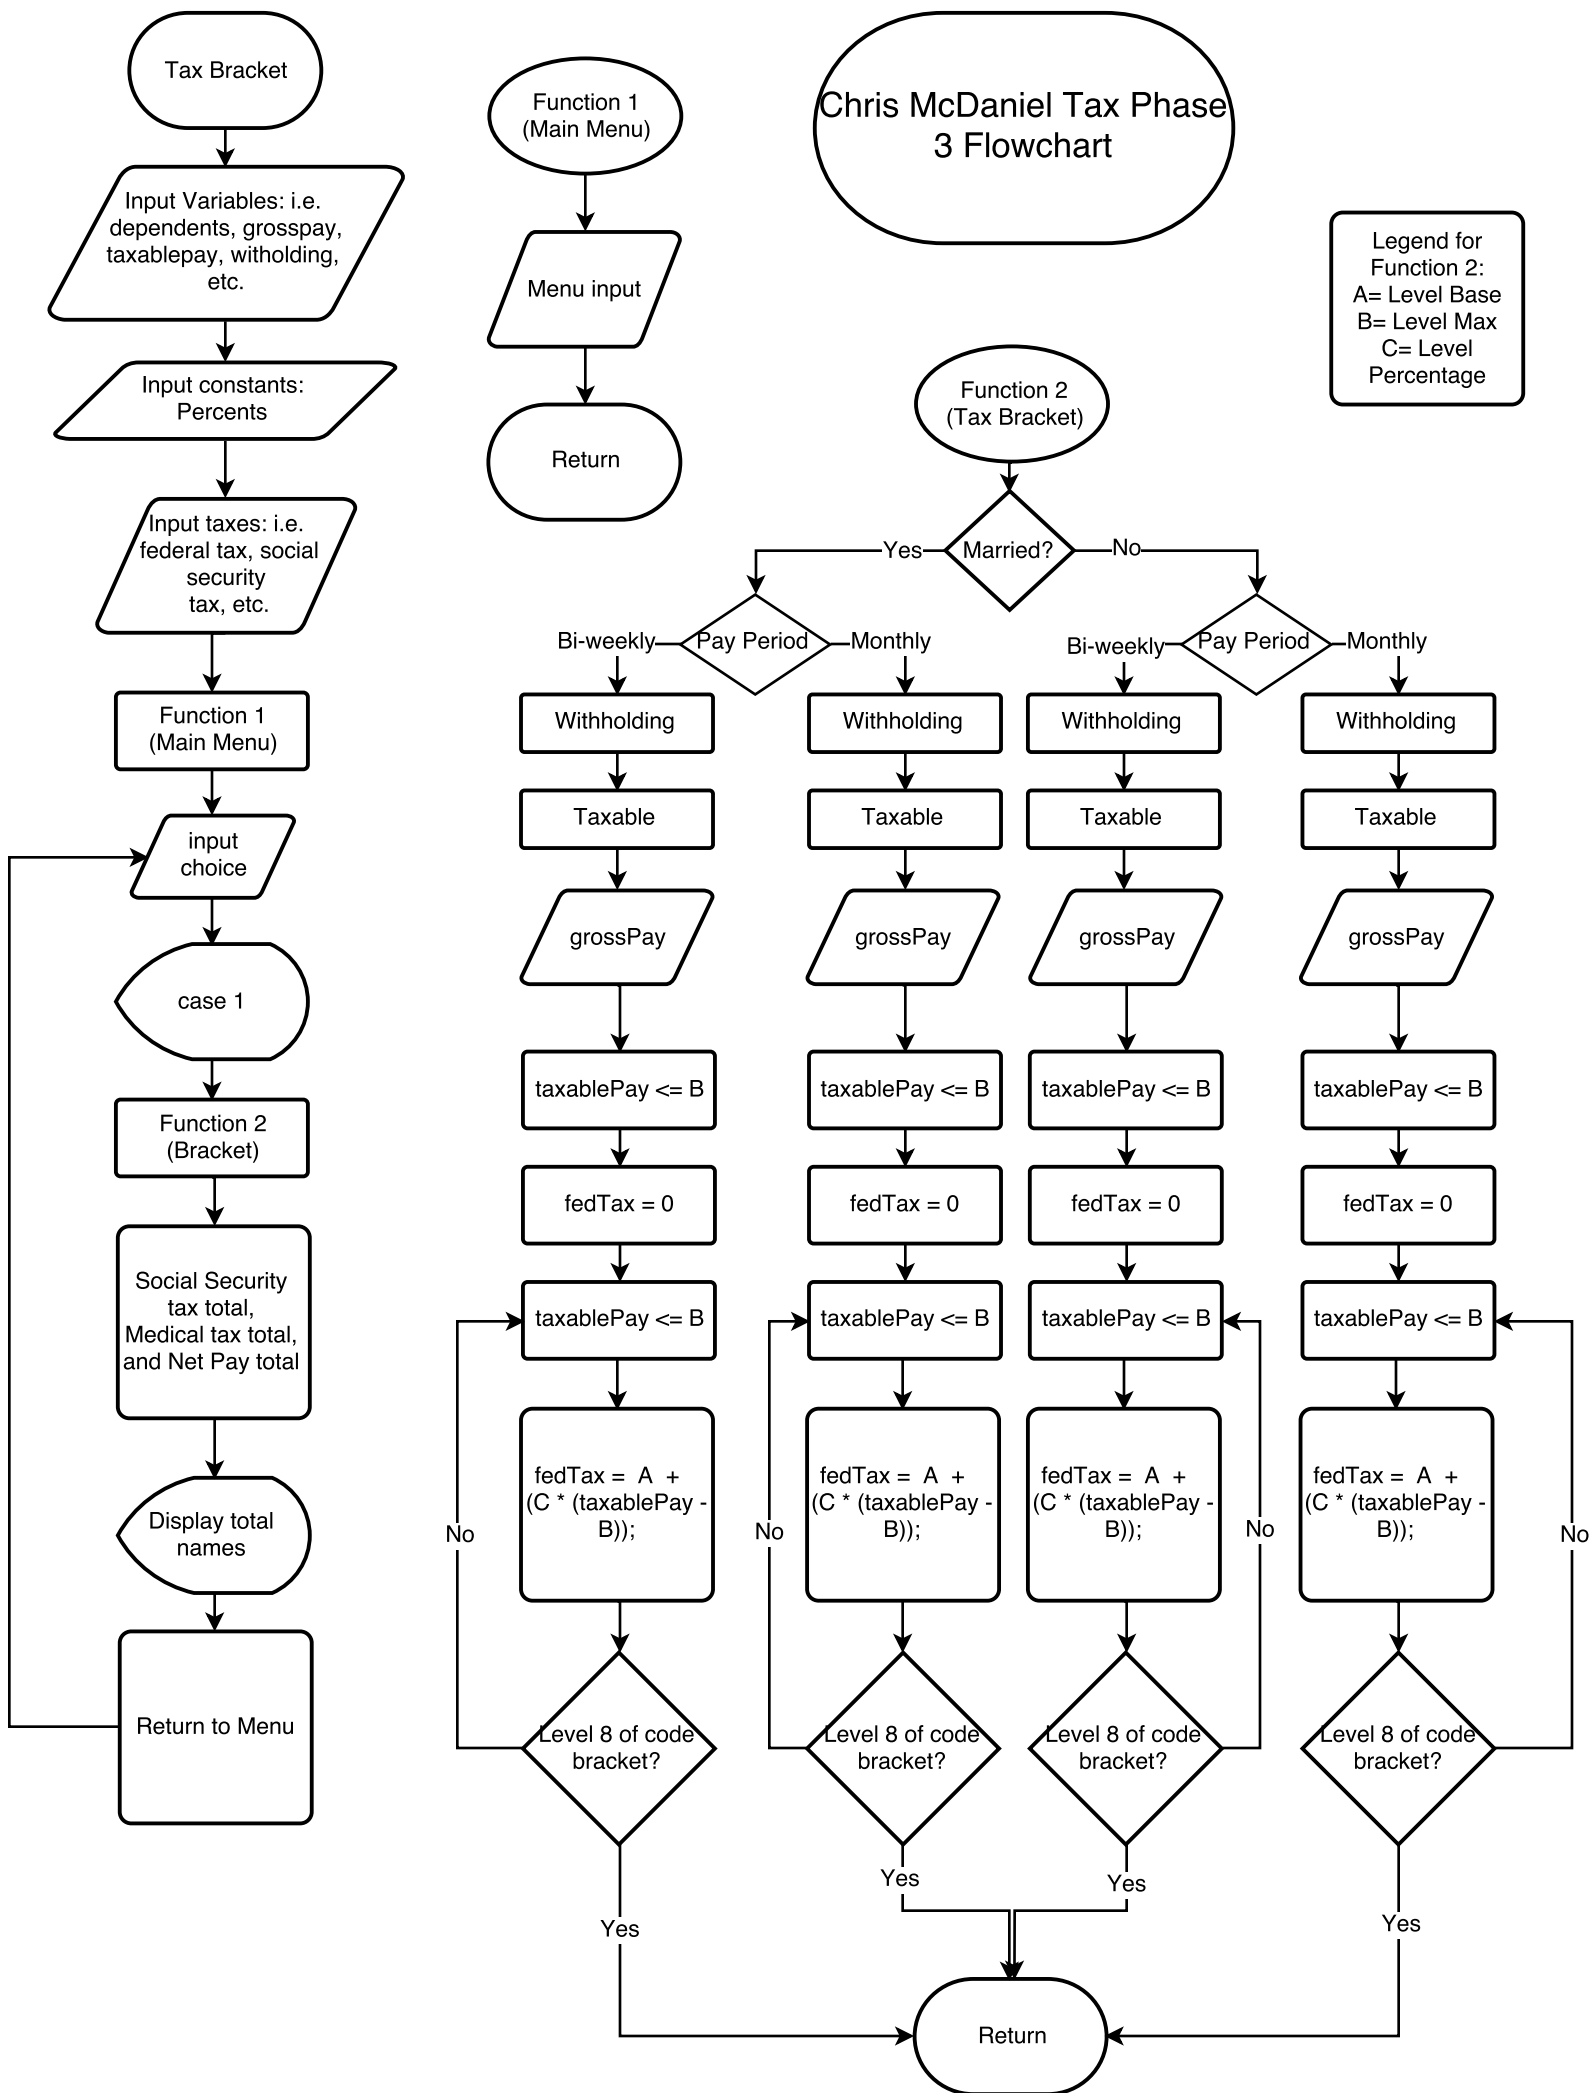 Tax Bracket
Input Variables: i.e.
dependents, grosspay,
taxablepay, witholding,
etc.
Input constants:
Percents
Input taxes: i.e.
federal tax, social
security
tax, etc.
Function 1
(Main Menu)
input
choice
case 1
Function 2
(Bracket)
Social Security
tax total,
Medical tax total,
and Net Pay total
Display total
names
Return to Menu
Function 1
(Main Menu)
Menu input
Return
Chris McDaniel Tax Phase
3 Flowchart
Legend for
Function 2:
A= Level Base
B= Level Max
C= Level
Percentage
Function 2
(Tax Bracket)
Married?
Yes
No
Pay Period
Bi-weekly
Monthly
Pay Period
Bi-weekly
Monthly
Withholding
Taxable
grossPay
taxablePay <= B
fedTax = 0
taxablePay <= B
fedTax = A +
(C * (taxablePay -
B));
No
Level 8 of code
bracket?
Yes
Withholding
Taxable
grossPay
taxablePay <= B
fedTax = 0
taxablePay <= B
fedTax = A +
(C * (taxablePay -
B));
No
Level 8 of code
bracket?
Yes
Withholding
Taxable
grossPay
taxablePay <= B
fedTax = 0
taxablePay <= B
fedTax = A +
(C * (taxablePay -
B));
No
Level 8 of code
bracket?
Yes
Withholding
Taxable
grossPay
taxablePay <= B
fedTax = 0
taxablePay <= B
fedTax = A +
(C * (taxablePay -
B));
No
Level 8 of code
bracket?
Yes
Return